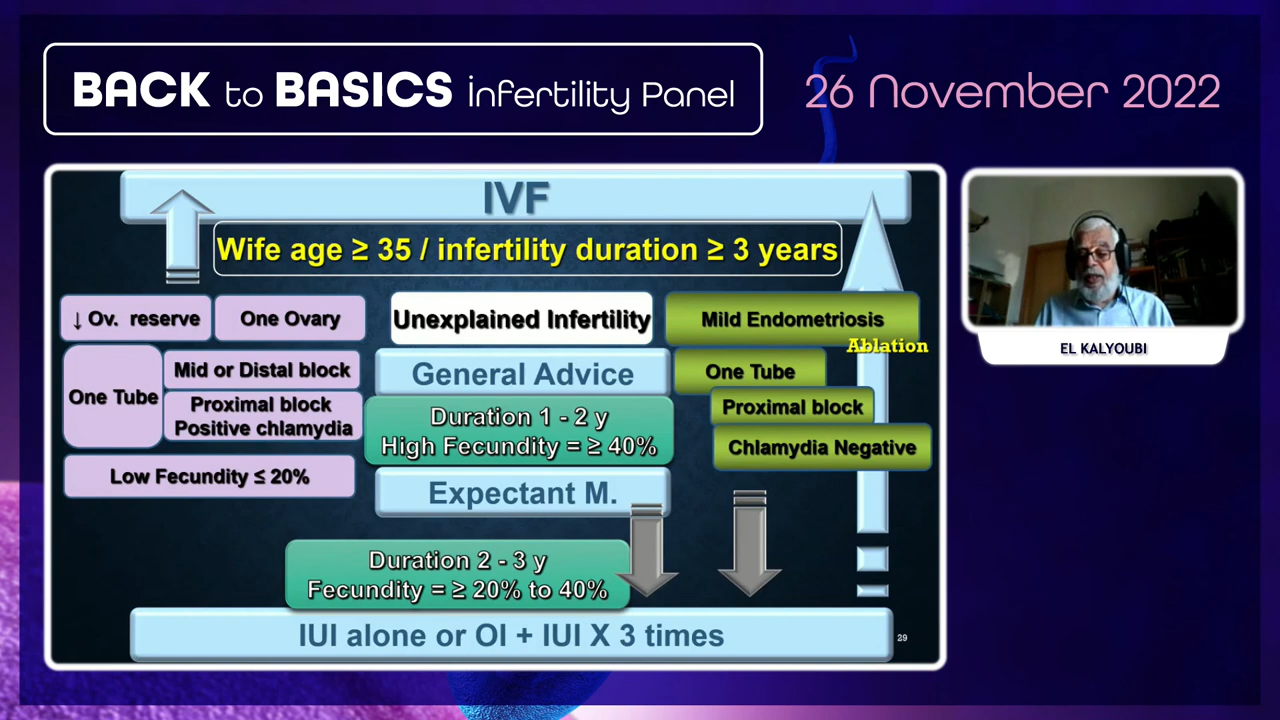 BACK to BASICS infertility Panel
26 November 2022
IVF
Wife age ≥ 35 / infertility duration ≥ 3 years
↓ Ov. reserve
One Ovary
One Tube
Mid or Distal block
Proximal block
Positive chlamydia
Low Fecundity ≤ 20%
Unexplained Infertility
General Advice
Duration 1 - 2 y
High Fecundity = ≥ 40%
Expectant M.
Duration 2 - 3 y
Fecundity = ≥ 20% to 40%
Mild Endometriosis
Ablation
One Tube
Proximal block
Chlamydia Negative
IUI alone or OI + IUI X 3 times
29
EL KALYOUBI